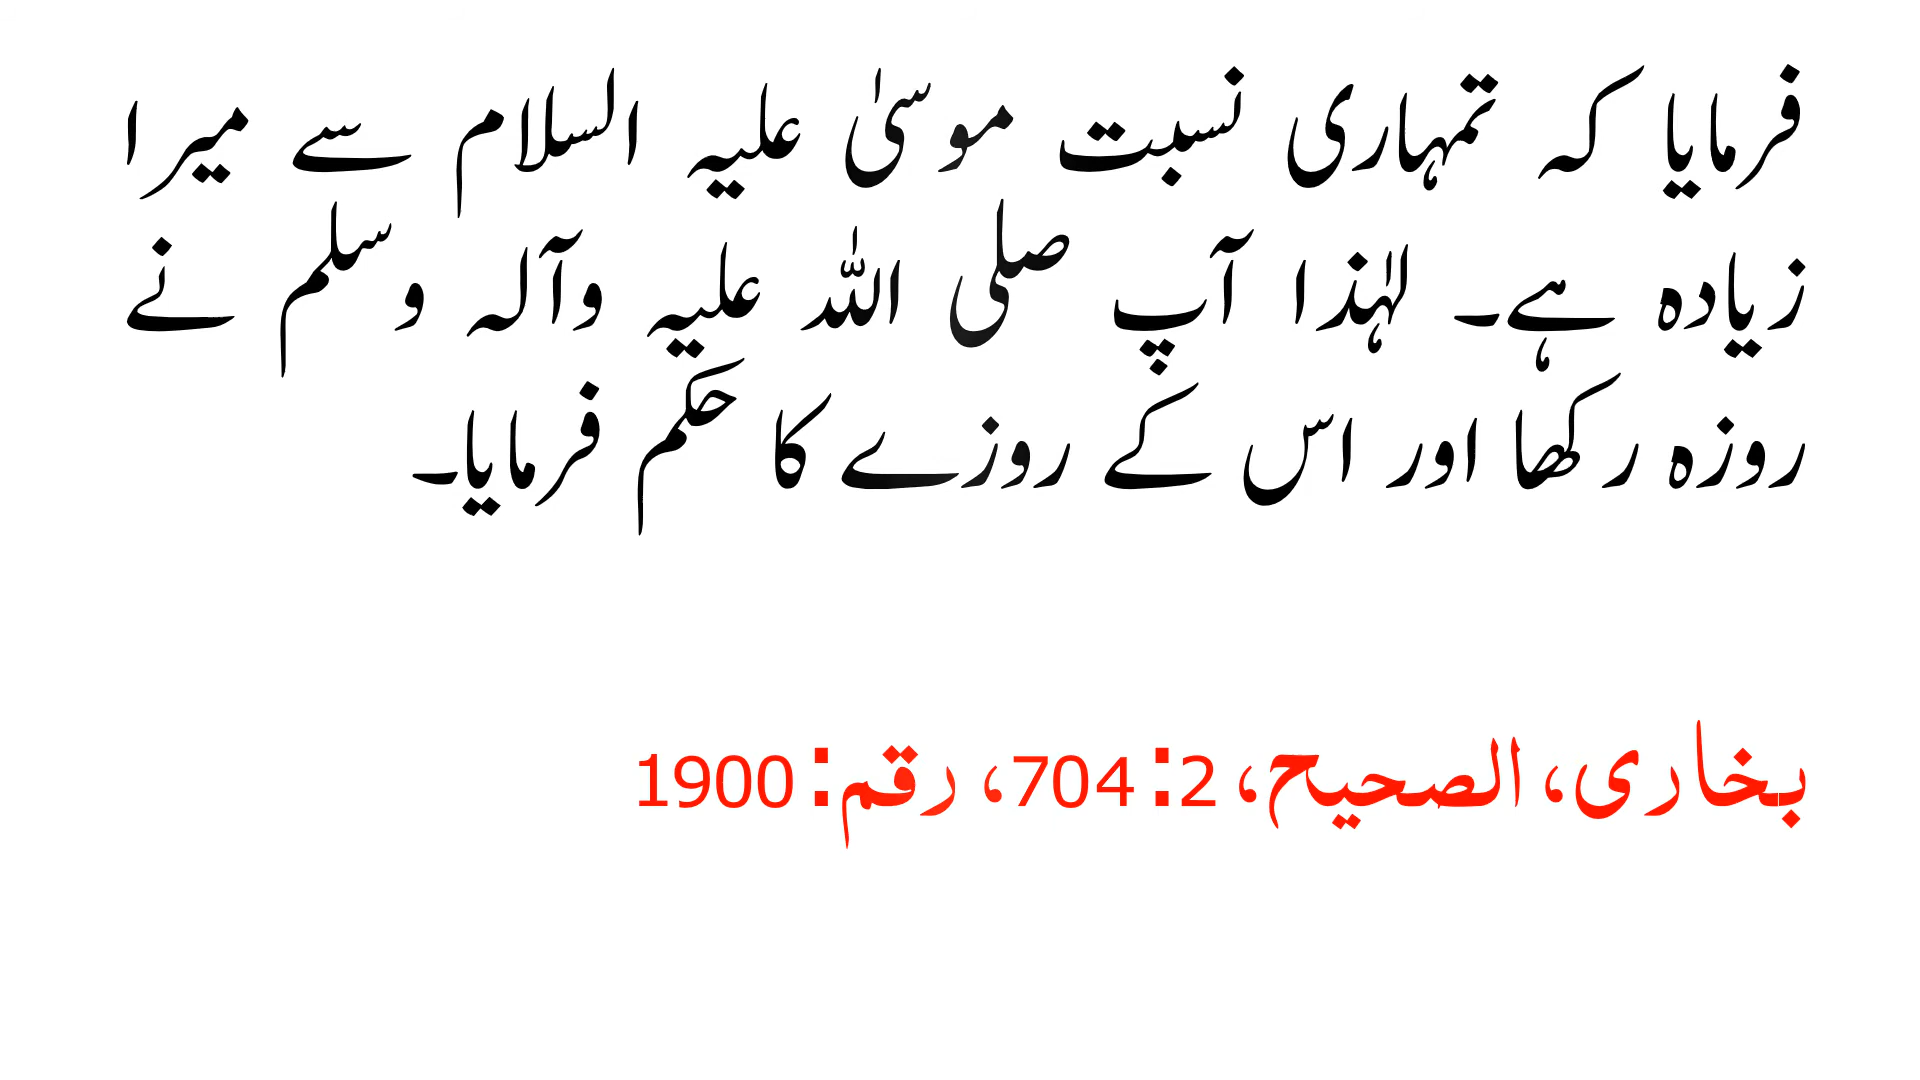 فرمایا کہ تمہاری نسبت موسیٰ علیہ السلام سے میرا
زیادہ ہے۔ لہٰذا آپ صلی اللہ علیہ وآلہ وسلم نے
روزہ رکھا اور اس کے روزے کا حکم فرمایا۔
بخاری، الصحیح، 2: 704، رقم: 1900